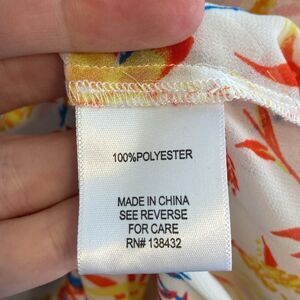 100%POLYESTER
MADE IN CHINA
SEE REVERSE
FOR CARE
RN# 138432